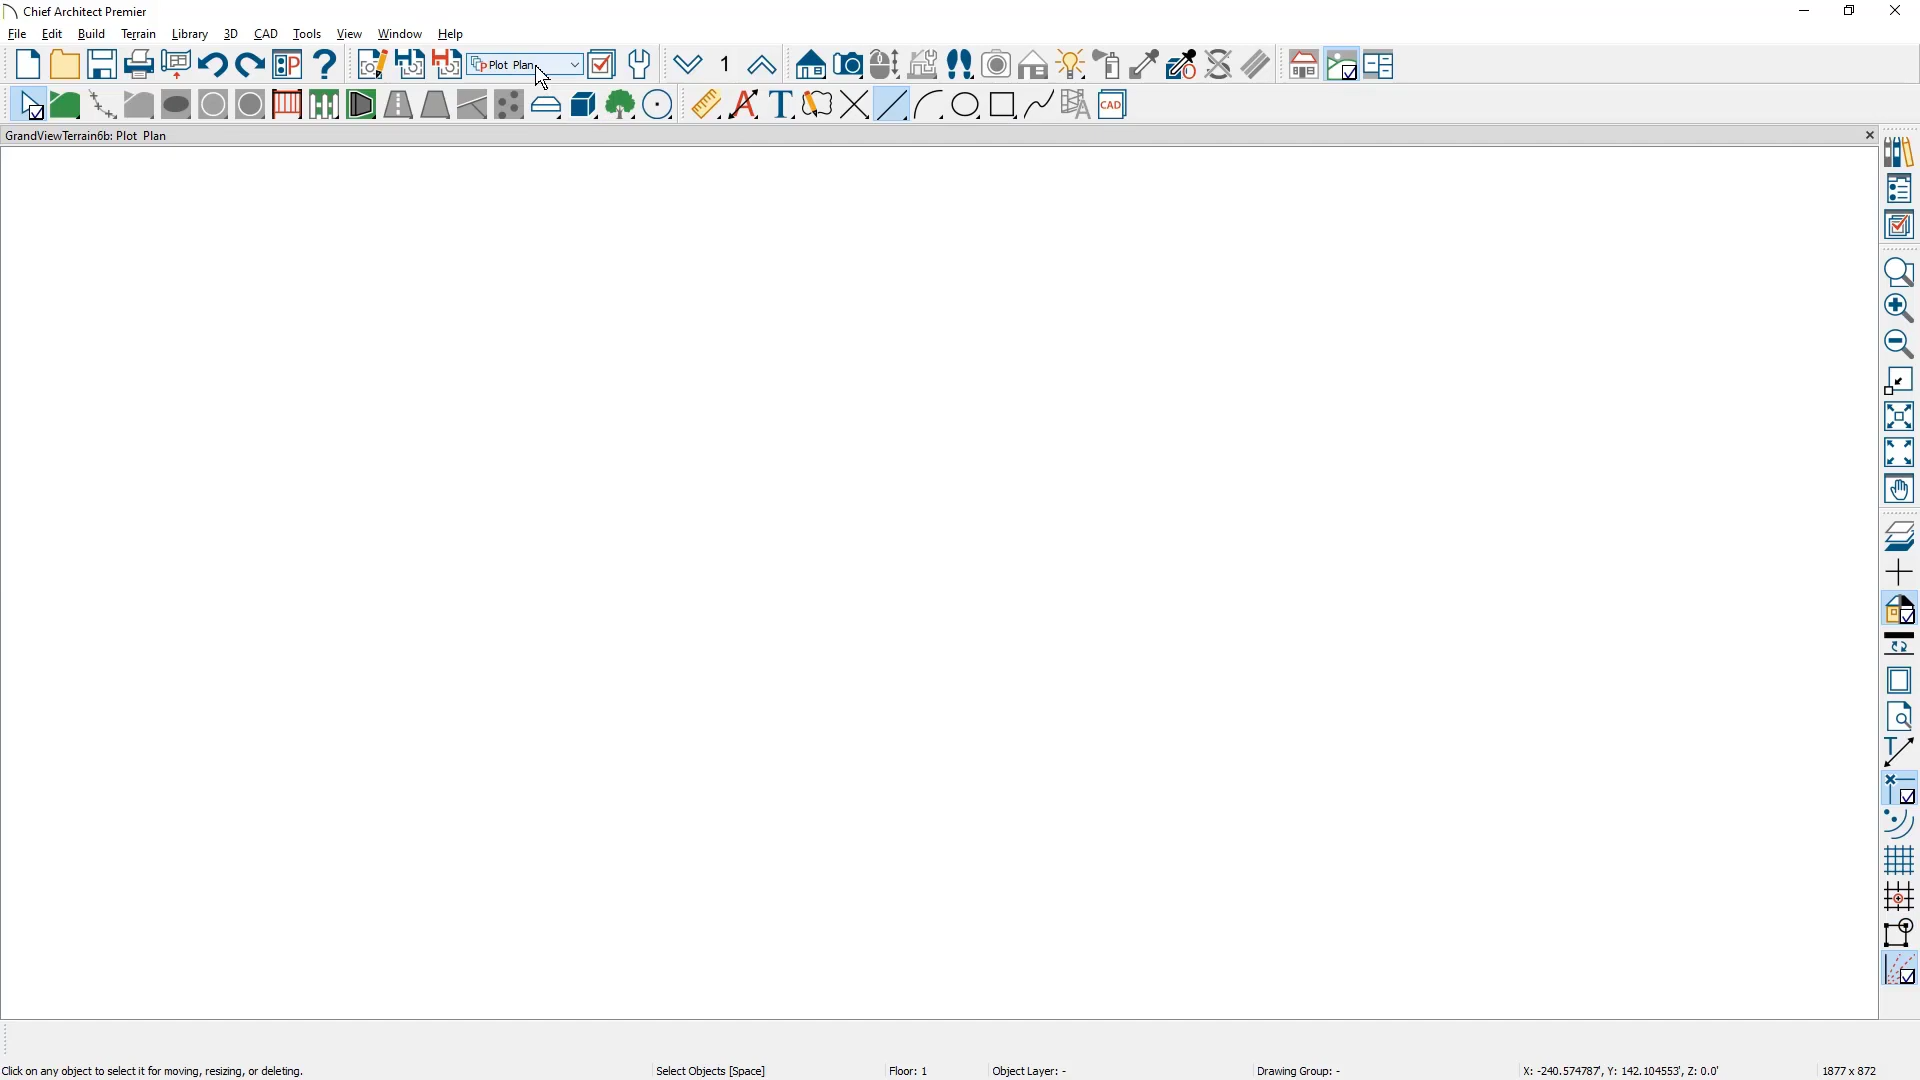 Chief Architect Premier
File Edit Build Terrain Library 3D CAD Tools View Window Help
P Plot Plan 1
T A CAD
GrandViewTerrain6b: Plot Plan
T
Click on any object to select it for moving, resizing, or deleting. Select Objects [Space] Floor: 1 Object Layer: - Drawing Group: - X: -240.574787', Y: 142.104553', Z: 0.0' 1877 x 872